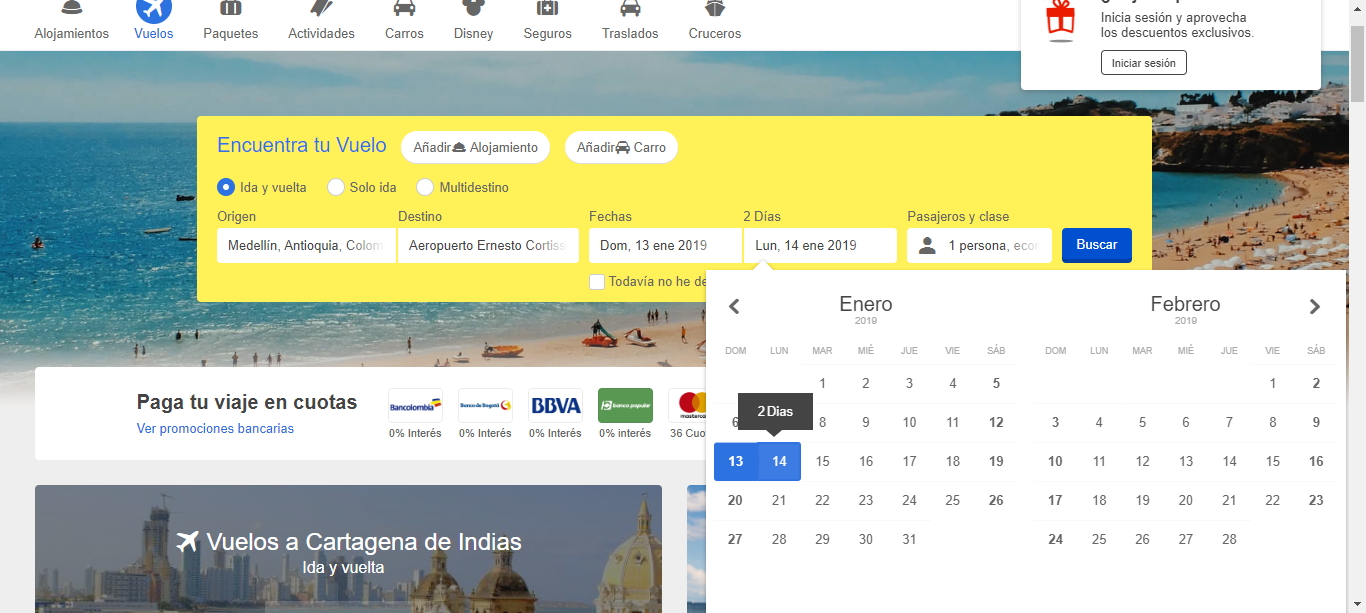 Alojamientos Vuelos Paquetes Actividades Carros Disney Seguros Traslados Cruceros
Inicia sesión y aprovecha
los descuentos exclusivos.
Iniciar sesión
Encuentra tu Vuelo Añadir Alojamiento Añadir Carro
Ida y vuelta Solo ida Multidestino
Origen Destino Fechas 2 Días Pasajeros y clase
Medellín, Antioquia, Colom Aeropuerto Ernesto Cortiss Dom, 13 ene 2019 Lun, 14 ene 2019 1 persona, econ Buscar
Todavía no he de
Enero Febrero
2019 2019
DOM LUN MAR MIÉ JUE VIE SÁB DOM LUN MAR MIÉ JUE VIE SÁB
1 2 3 4 5 1 2
2 Dias
6 8 9 10 11 12 3 4 5 6 7 8 9
13 14 15 16 17 18 19 10 11 12 13 14 15 16
20 21 22 23 24 25 26 17 18 19 20 21 22 23
27 28 29 30 31 24 25 26 27 28
Paga tu viaje en cuotas
Ver promociones bancarias
Bancolombia Banco de Bogotá BBVA banco popular masterca
0% Interés 0% Interés 0% Interés 0% interés 36 Cuo
Vuelos a Cartagena de Indias
Ida y vuelta